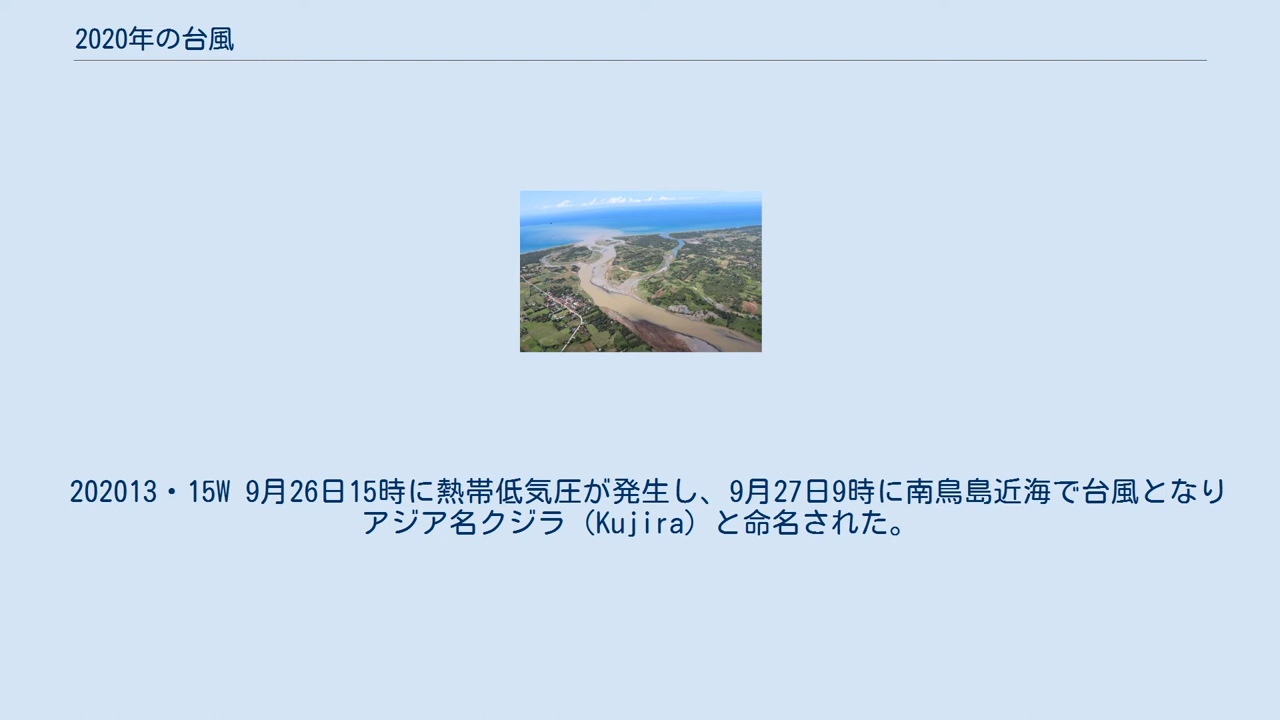 2020年の台風
202013・15W 9月26日15時に熱帯低気圧が発生し、9月27日9時に南鳥島近海で台風となり
アジア名クジラ（Kujira）と命名された。